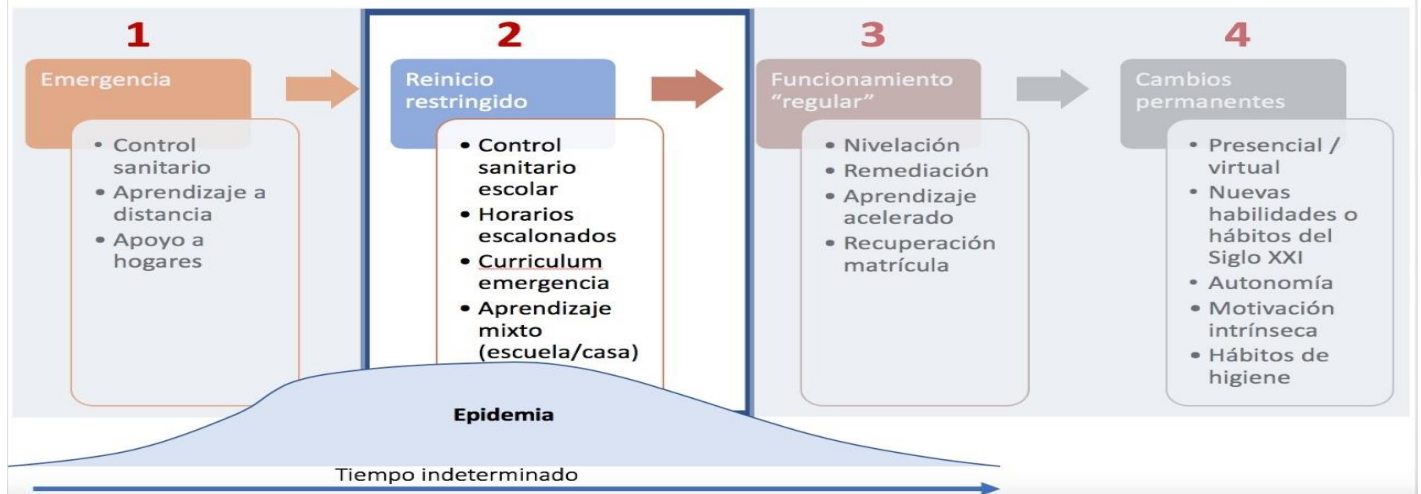 1
Emergencia
• Control
sanitario
• Aprendizaje a
distancia
• Apoyo a
hogares
2
Reinicio
restringido
• Control
sanitario
escolar
• Horarios
escalonados
• Curriculum
emergencia
• Aprendizaje
mixto
(escuela/casa)
3
Funcionamiento
“regular”
• Nivelación
• Remediación
• Aprendizaje
acelerado
• Recuperación
matrícula
4
Cambios
permanentes
• Presencial /
virtual
• Nuevas
habilidades o
hábitos del
Siglo XXI
• Autonomía
• Motivación
intrínseca
• Hábitos de
higiene
Epidemia
Tiempo indeterminado